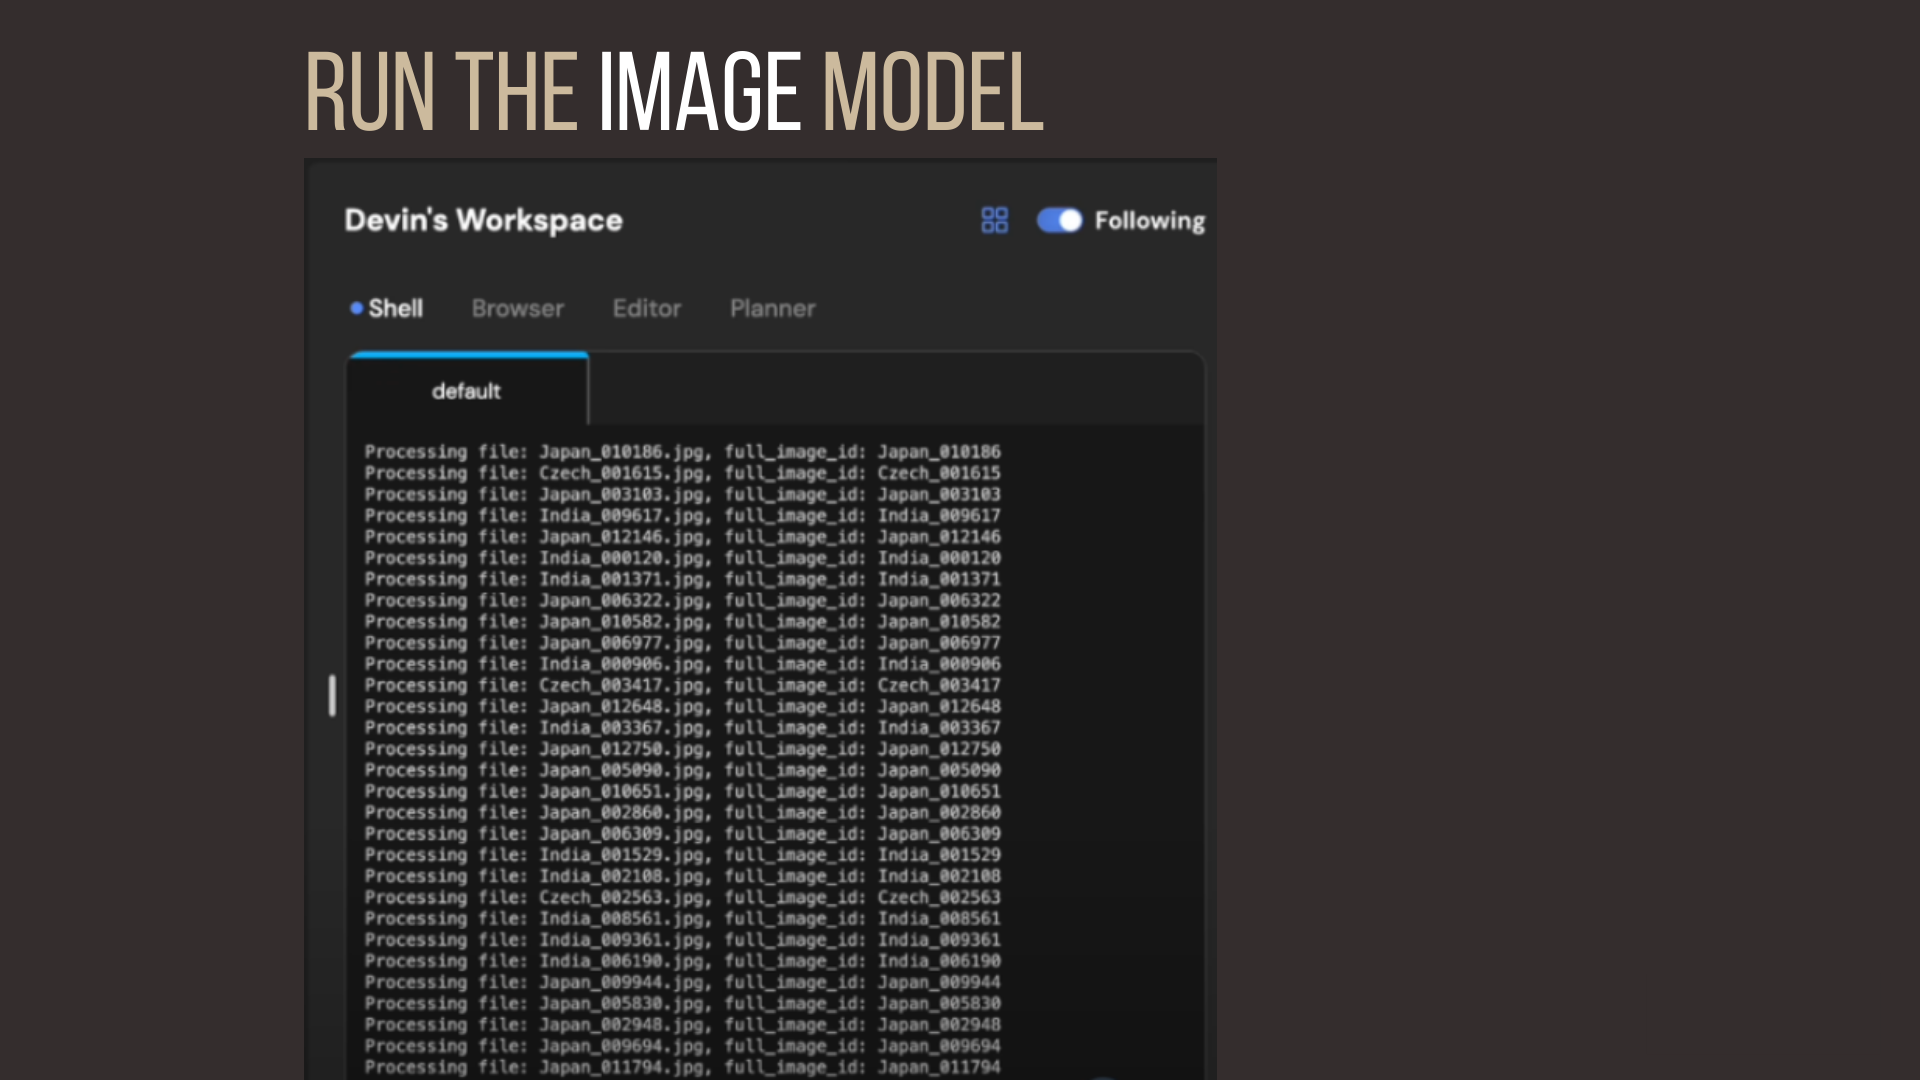 RUN THE IMAGE MODEL
Devin's Workspace
Following
Shell Browser Editor Planner
default
Processing file: Japan_010186.jpg, full_image_id: Japan_010186
Processing file: Czech_001615.jpg, full_image_id: Czech_001615
Processing file: Japan_003103.jpg, full_image_id: Japan_003103
Processing file: India_009617.jpg, full_image_id: India_009617
Processing file: Japan_012146.jpg, full_image_id: Japan_012146
Processing file: India_000120.jpg, full_image_id: India_000120
Processing file: India_001371.jpg, full_image_id: India_001371
Processing file: Japan_006322.jpg, full_image_id: Japan_006322
Processing file: Japan_010582.jpg, full_image_id: Japan_010582
Processing file: Japan_006977.jpg, full_image_id: Japan_006977
Processing file: India_000906.jpg, full_image_id: India_000906
Processing file: Czech_003417.jpg, full_image_id: Czech_003417
Processing file: Japan_012648.jpg, full_image_id: Japan_012648
Processing file: India_003367.jpg, full_image_id: India_003367
Processing file: Japan_012750.jpg, full_image_id: Japan_012750
Processing file: Japan_005090.jpg, full_image_id: Japan_005090
Processing file: Japan_010651.jpg, full_image_id: Japan_010651
Processing file: Japan_002860.jpg, full_image_id: Japan_002860
Processing file: Japan_006309.jpg, full_image_id: Japan_006309
Processing file: India_001529.jpg, full_image_id: India_001529
Processing file: India_002108.jpg, full_image_id: India_002108
Processing file: Czech_002563.jpg, full_image_id: Czech_002563
Processing file: India_008561.jpg, full_image_id: India_008561
Processing file: India_009361.jpg, full_image_id: India_009361
Processing file: India_006190.jpg, full_image_id: India_006190
Processing file: Japan_009944.jpg, full_image_id: Japan_009944
Processing file: Japan_005830.jpg, full_image_id: Japan_005830
Processing file: Japan_002948.jpg, full_image_id: Japan_002948
Processing file: Japan_009694.jpg, full_image_id: Japan_009694
Processing file: Japan_011794.jpg, full_image_id: Japan_011794